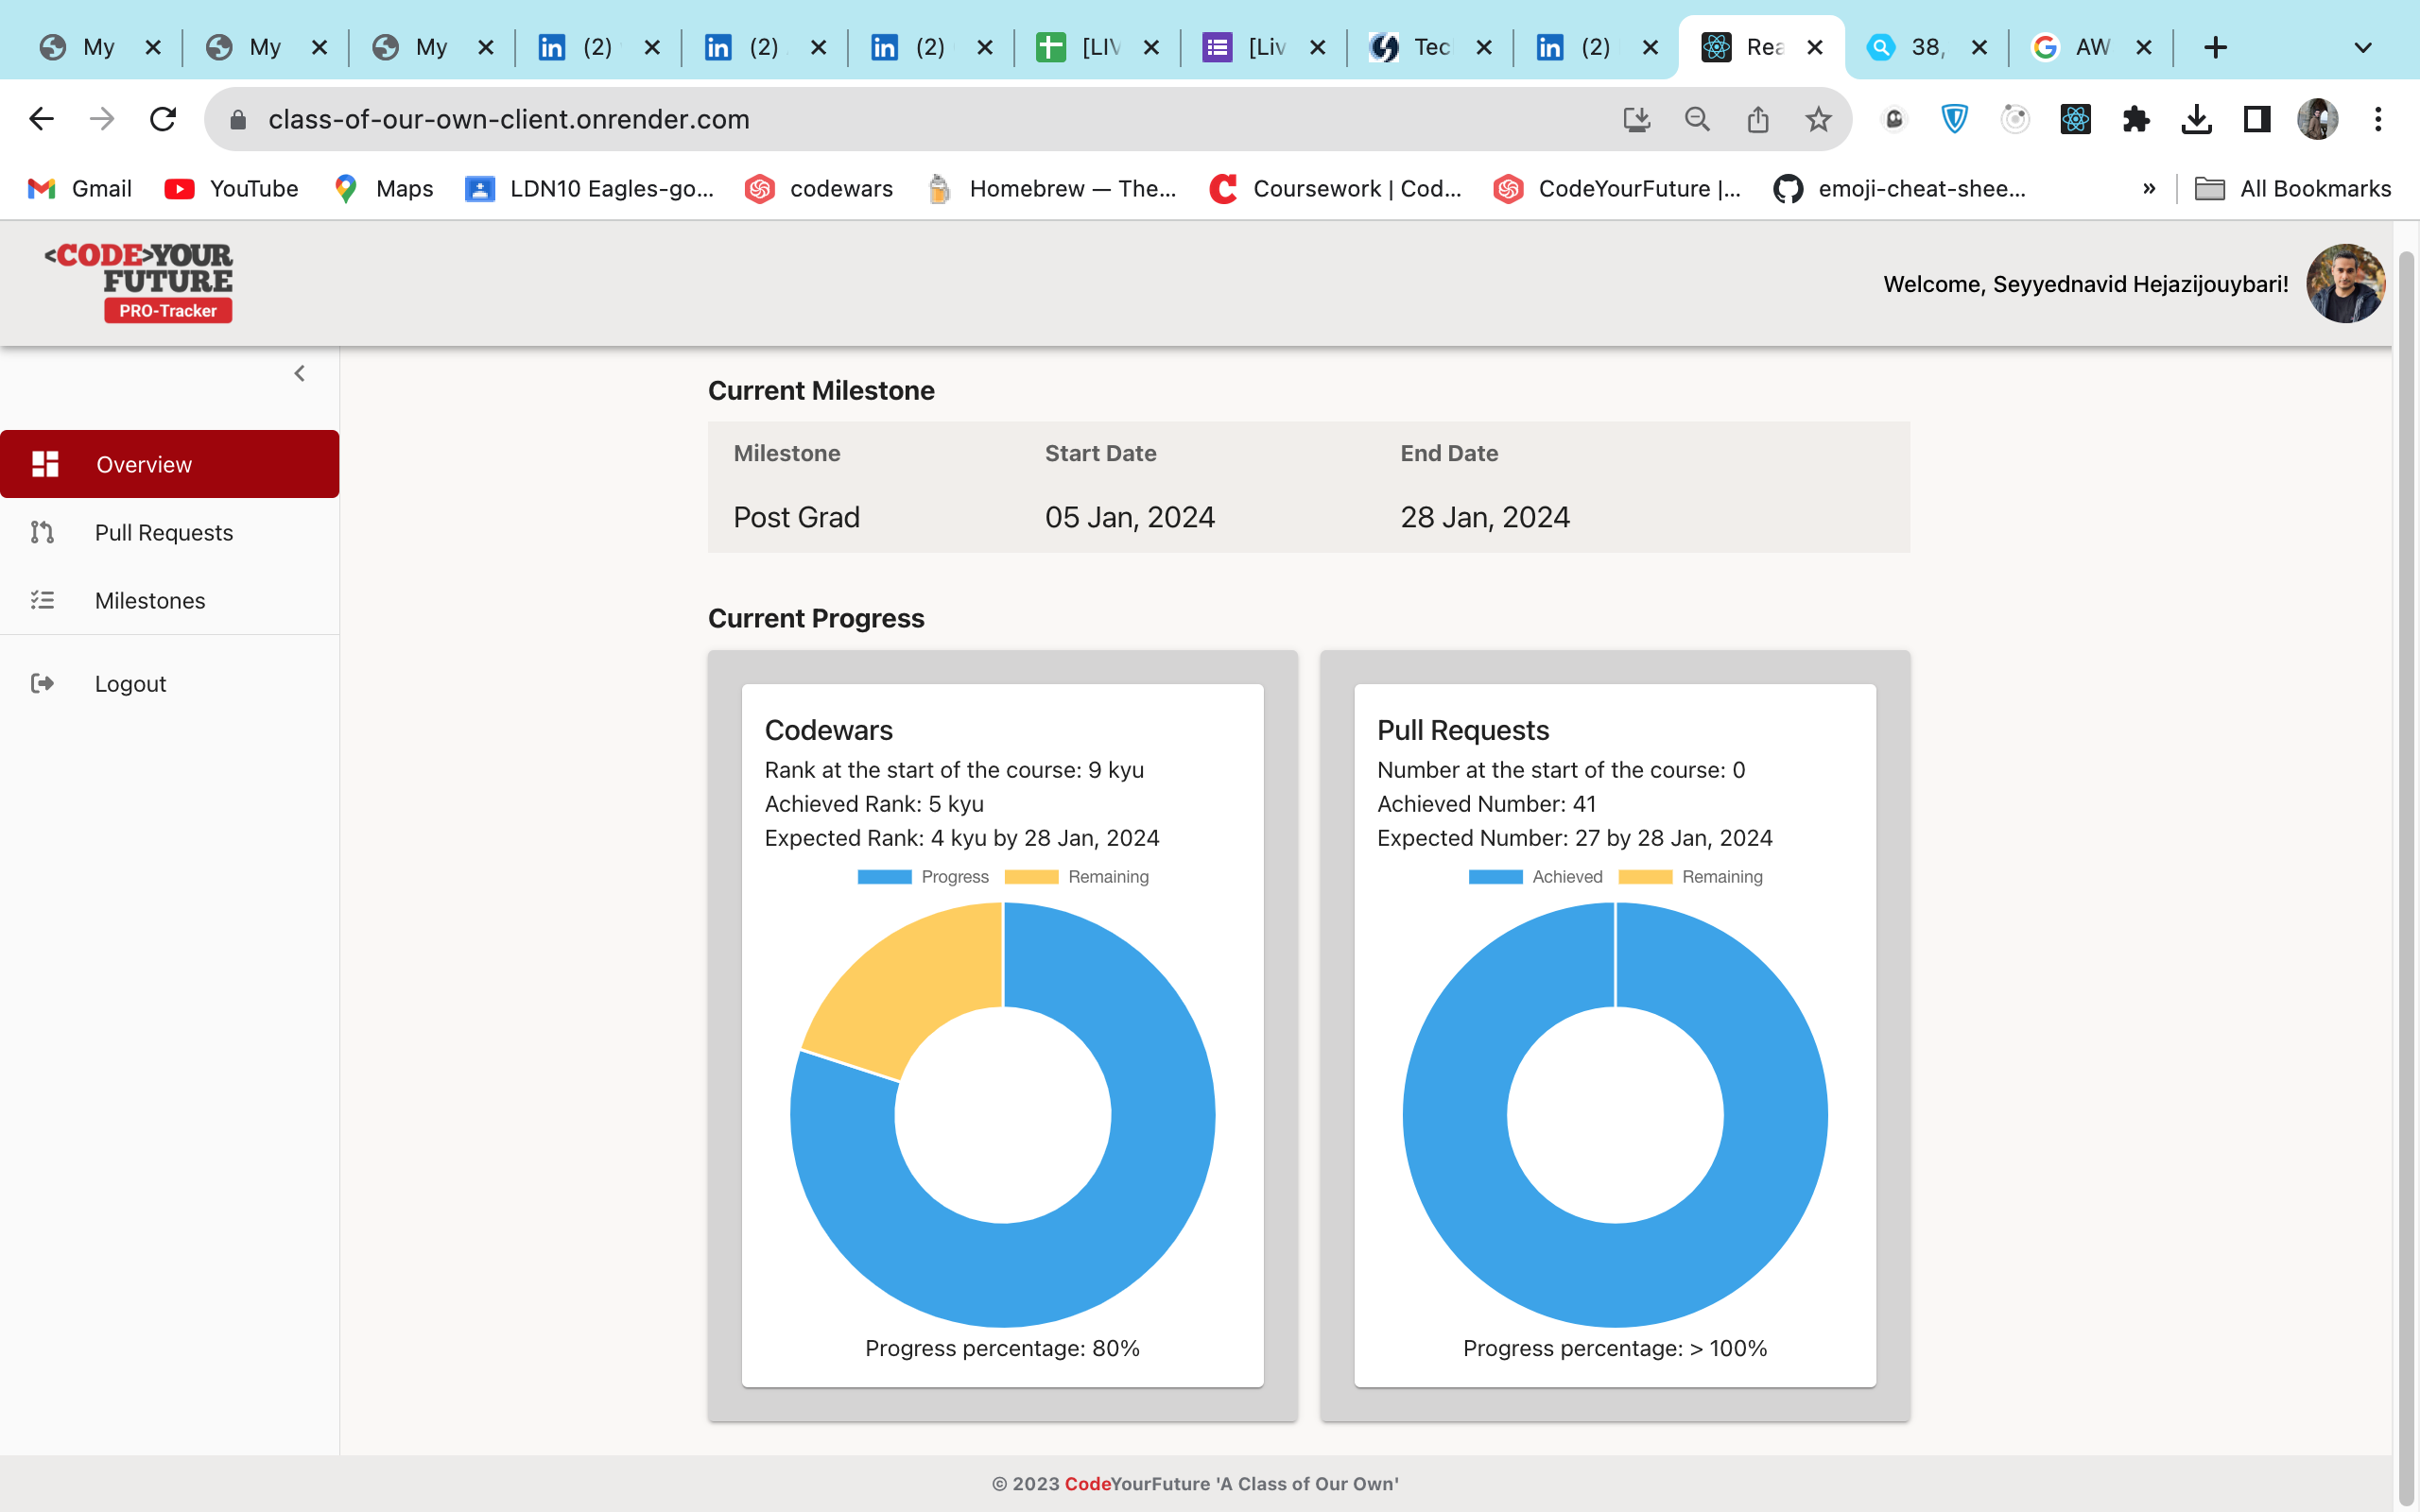 My My My (2) (2) (2) [LIV [Liv Tec (2) Rea 38, AW
class-of-our-own-client.onrender.com
Gmail YouTube Maps LDN10 Eagles-go... codewars Homebrew — The... Coursework | Cod... CodeYourFuture |... emoji-cheat-shee... » All Bookmarks
<CODE>YOUR
FUTURE
PRO-Tracker
Welcome, Seyyednavid Hejazijouybari!
Overview
Pull Requests
Milestones
Logout
Current Milestone
Milestone Start Date End Date
Post Grad 05 Jan, 2024 28 Jan, 2024
Current Progress
Codewars
Rank at the start of the course: 9 kyu
Achieved Rank: 5 kyu
Expected Rank: 4 kyu by 28 Jan, 2024
Progress Remaining
Progress percentage: 80%
Pull Requests
Number at the start of the course: 0
Achieved Number: 41
Expected Number: 27 by 28 Jan, 2024
Achieved Remaining
Progress percentage: > 100%
© 2023 CodeYourFuture 'A Class of Our Own'